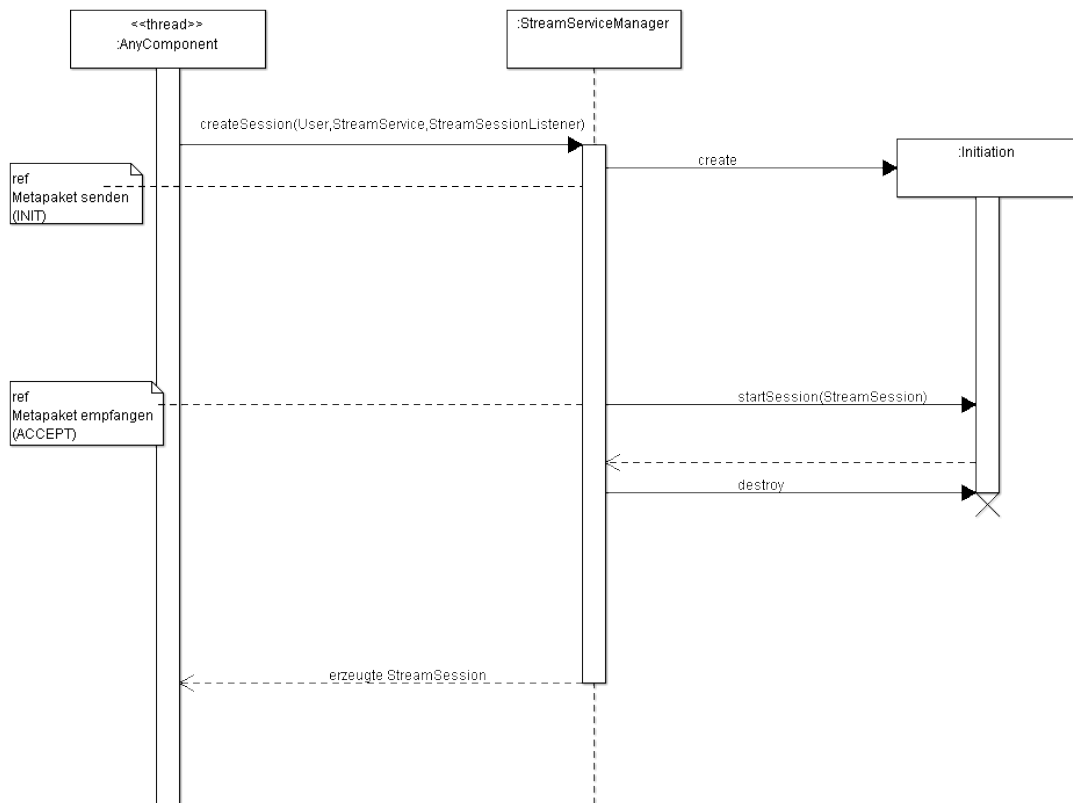 <<thread>>
:AnyComponent
:StreamServiceManager
createSession(User,StreamService,StreamSessionListener)
:Initiation
create
ref
Metapaket senden
(INIT)
ref
Metapaket empfangen
(ACCEPT)
startSession(StreamSession)
destroy
erzeugte StreamSession